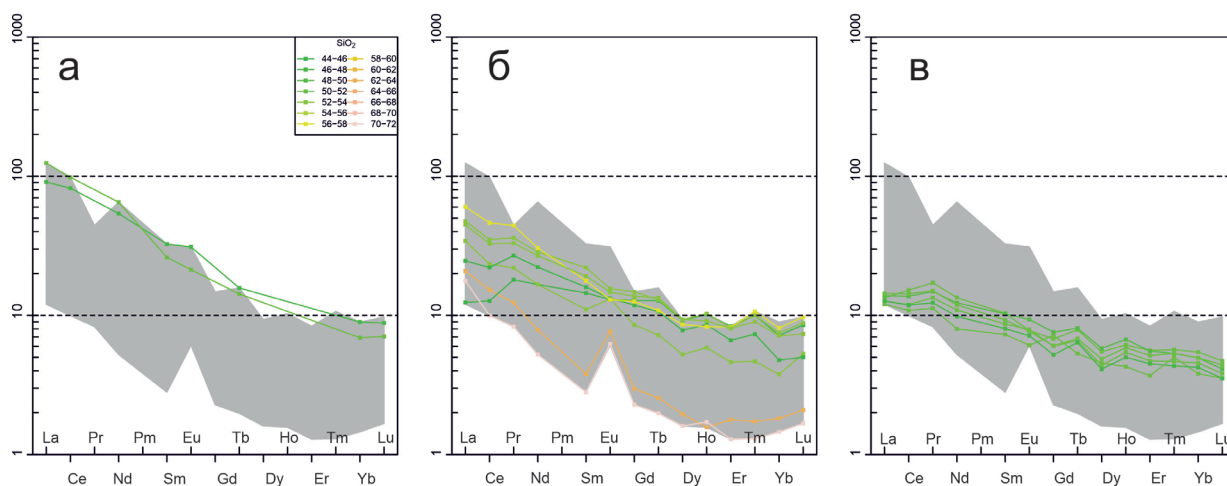 а
SiO2
44-46 58-60
46-48 60-62
48-50 62-64
50-52 64-66
52-54 66-68
54-56 68-70
56-58 70-72
1000
100
10
1
La Pr Pm Eu Tb Ho Tm Lu
Ce Nd Sm Gd Dy Er Yb
б
1000
100
10
1
La Pr Pm Eu Tb Ho Tm Lu
Ce Nd Sm Gd Dy Er Yb
в
1000
100
10
1
La Pr Pm Eu Tb Ho Tm Lu
Ce Nd Sm Gd Dy Er Yb